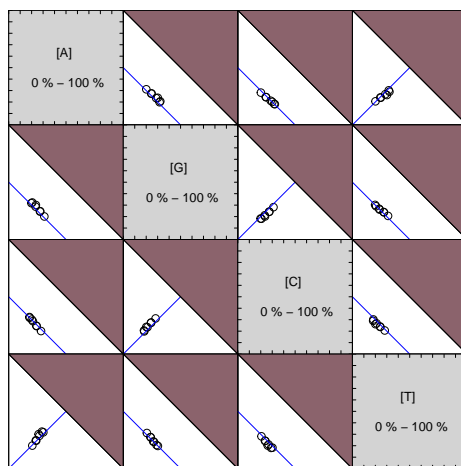 [A]
0 % – 100 %
[G]
0 % – 100 %
[C]
0 % – 100 %
[T]
0 % – 100 %